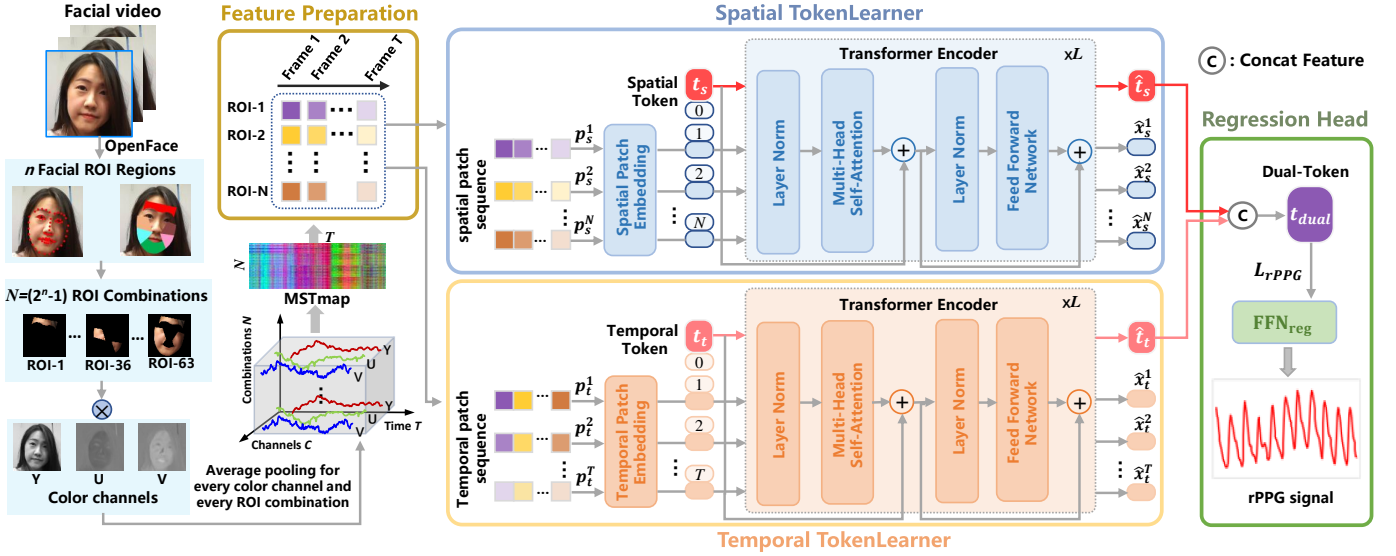 Facial video
OpenFace
n Facial ROI Regions
N=(2ⁿ-1) ROI Combinations
ROI-1
ROI-36
ROI-63
Y
U
V
Color channels
Feature Preparation
Frame 1
Frame 2
Frame T
ROI-1
ROI-2
ROI-N
T
N
MSTmap
Combinations N
Y
U
V
Y
U
V
Time T
Channels C
Average pooling for
every color channel and
every ROI combination
Spatial TokenLearner
Transformer Encoder
xL
Spatial
Token
t_s
0
1
2
N
spatial patch
sequence
p_s^1
p_s^2
p_s^N
Spatial Patch
Embedding
Layer Norm
Multi-Head
Self-Attention
+
Layer Norm
Feed Forward
Network
+
t̂_s
x̂_s^1
x̂_s^2
x̂_s^N
Transformer Encoder
xL
Temporal
Token
t_t
0
1
2
T
Temporal patch
sequence
p_t^1
p_t^2
p_t^T
Temporal Patch
Embedding
Layer Norm
Multi-Head
Self-Attention
+
Layer Norm
Feed Forward
Network
+
t̂_t
x̂_t^1
x̂_t^2
x̂_t^T
Temporal TokenLearner
C : Concat Feature
Regression Head
Dual-Token
C
t_dual
L_rPPG
FFN_reg
rPPG signal